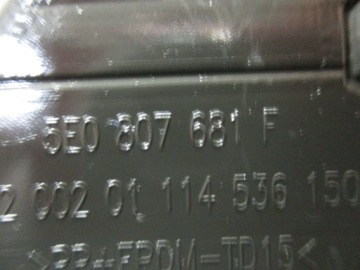 5E0 807 681 F
2 002 01 114 536 150
>PP+EPDM-TD15<